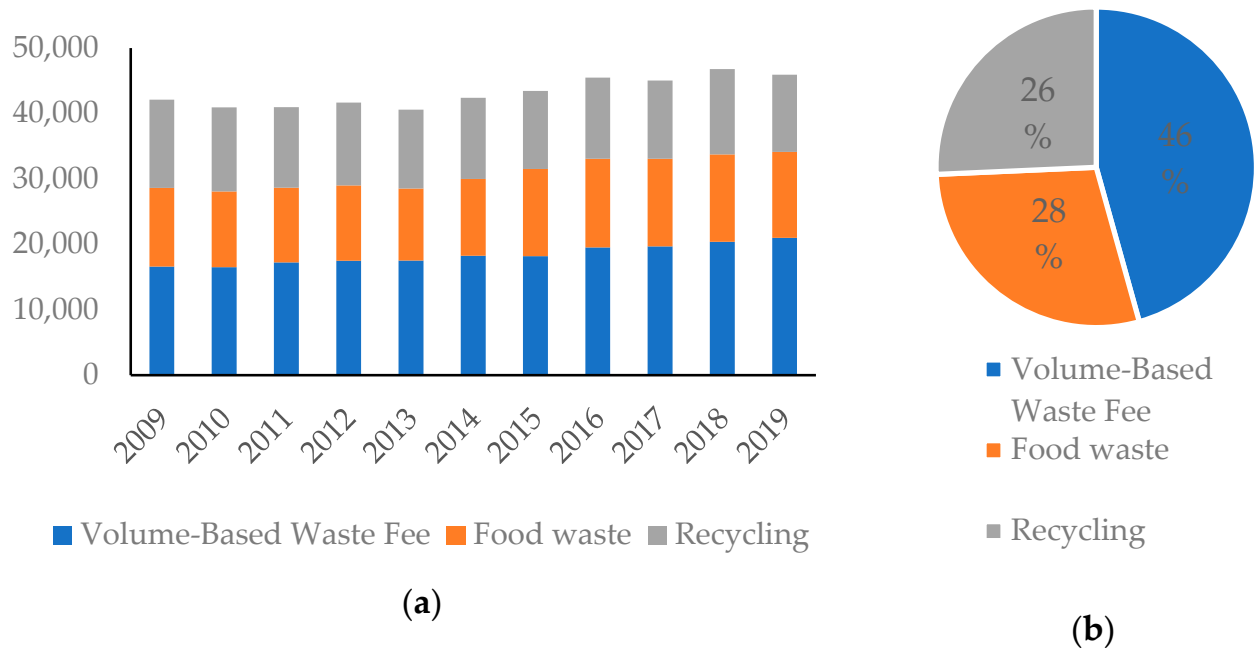 50,000
40,000
30,000
20,000
10,000
0
2009 2010 2011 2012 2013 2014 2015 2016 2017 2018 2019
Volume-Based Waste Fee Food waste Recycling
(a)
46
%
28
%
26
%
Volume-Based
Waste Fee
Food waste
Recycling
(b)